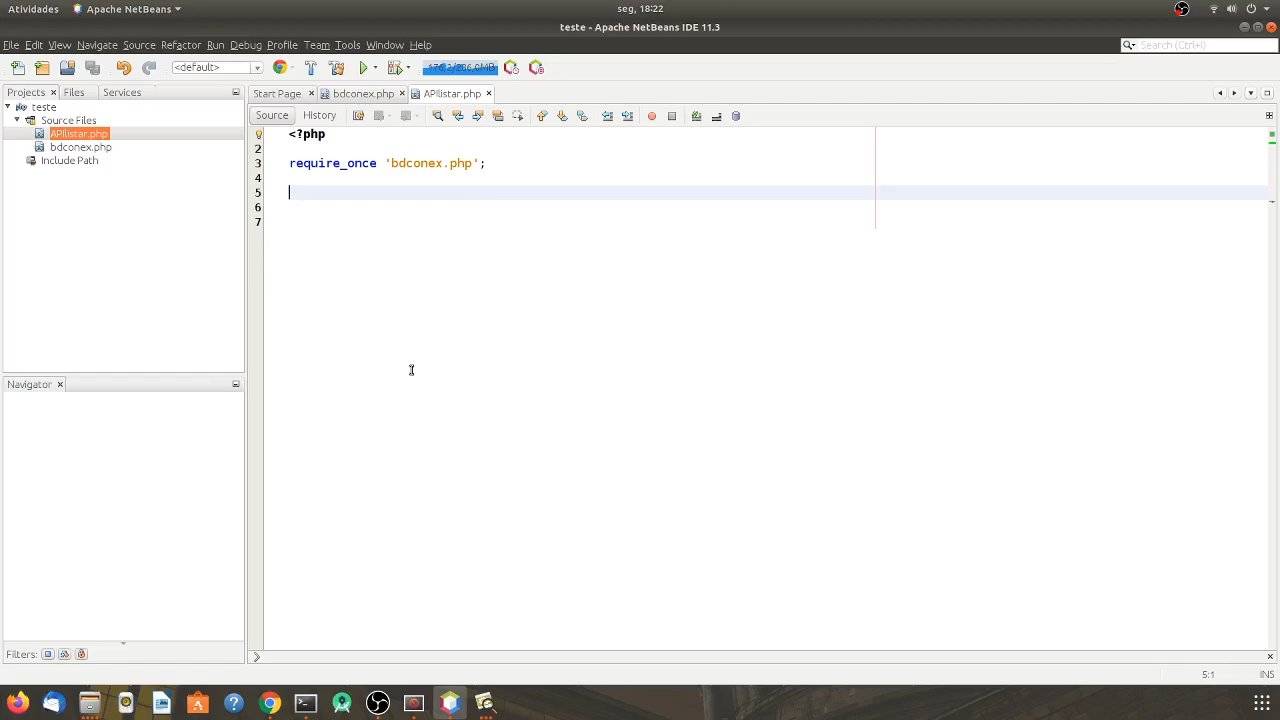 Atividades
Apache NetBeans
seg, 18:22
teste - Apache NetBeans IDE 11.3
File Edit View Navigate Source Refactor Run Debug Profile Team Tools Window Help
Search (Ctrl+I)
<default>
Projects
Files
Services
Start Page
bdconex.php
APIlistar.php
teste
Source Files
APIlistar.php
bdconex.php
Include Path
Source
History
<?php
2
3 require_once 'bdconex.php';
4
5
6
7
Navigator
Filters:
5:1
INS